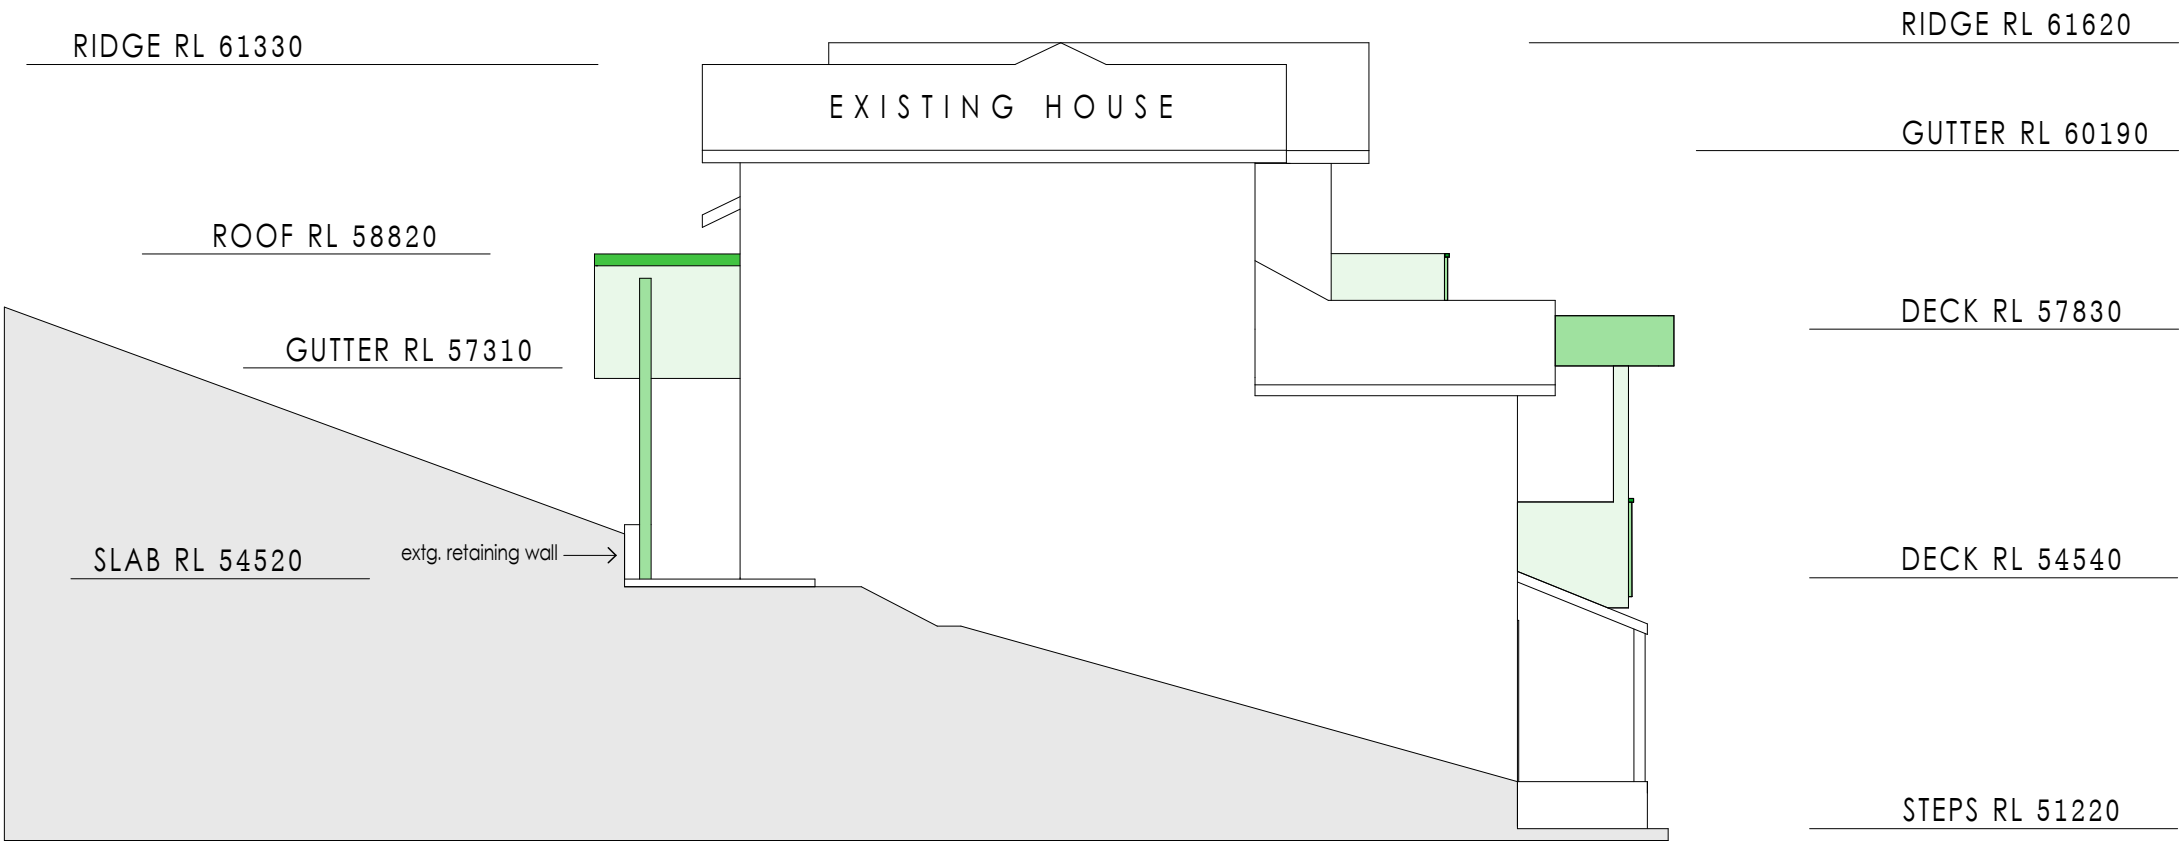 RIDGE RL 61620
RIDGE RL 61330
EXISTING HOUSE
GUTTER RL 60190
ROOF RL 58820
DECK RL 57830
GUTTER RL 57310
extg. retaining wall
SLAB RL 54520
DECK RL 54540
STEPS RL 51220